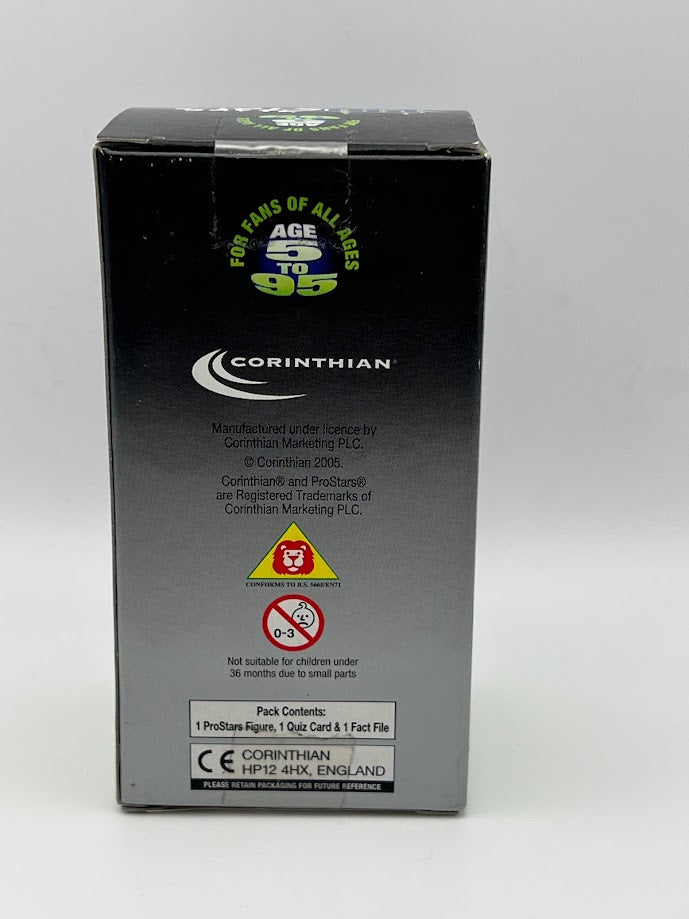 FOR FANS OF ALL AGES
AGE
5
TO
95
CORINTHIAN®
Manufactured under licence by
Corinthian Marketing PLC.
© Corinthian 2005.
Corinthian® and ProStars®
are Registered Trademarks of
Corinthian Marketing PLC.
CONFORMS TO B.S. 5665/EN71
0-3
Not suitable for children under
36 months due to small parts
Pack Contents:
1 ProStars Figure, 1 Quiz Card & 1 Fact File
CE CORINTHIAN
HP12 4HX, ENGLAND
PLEASE RETAIN PACKAGING FOR FUTURE REFERENCE